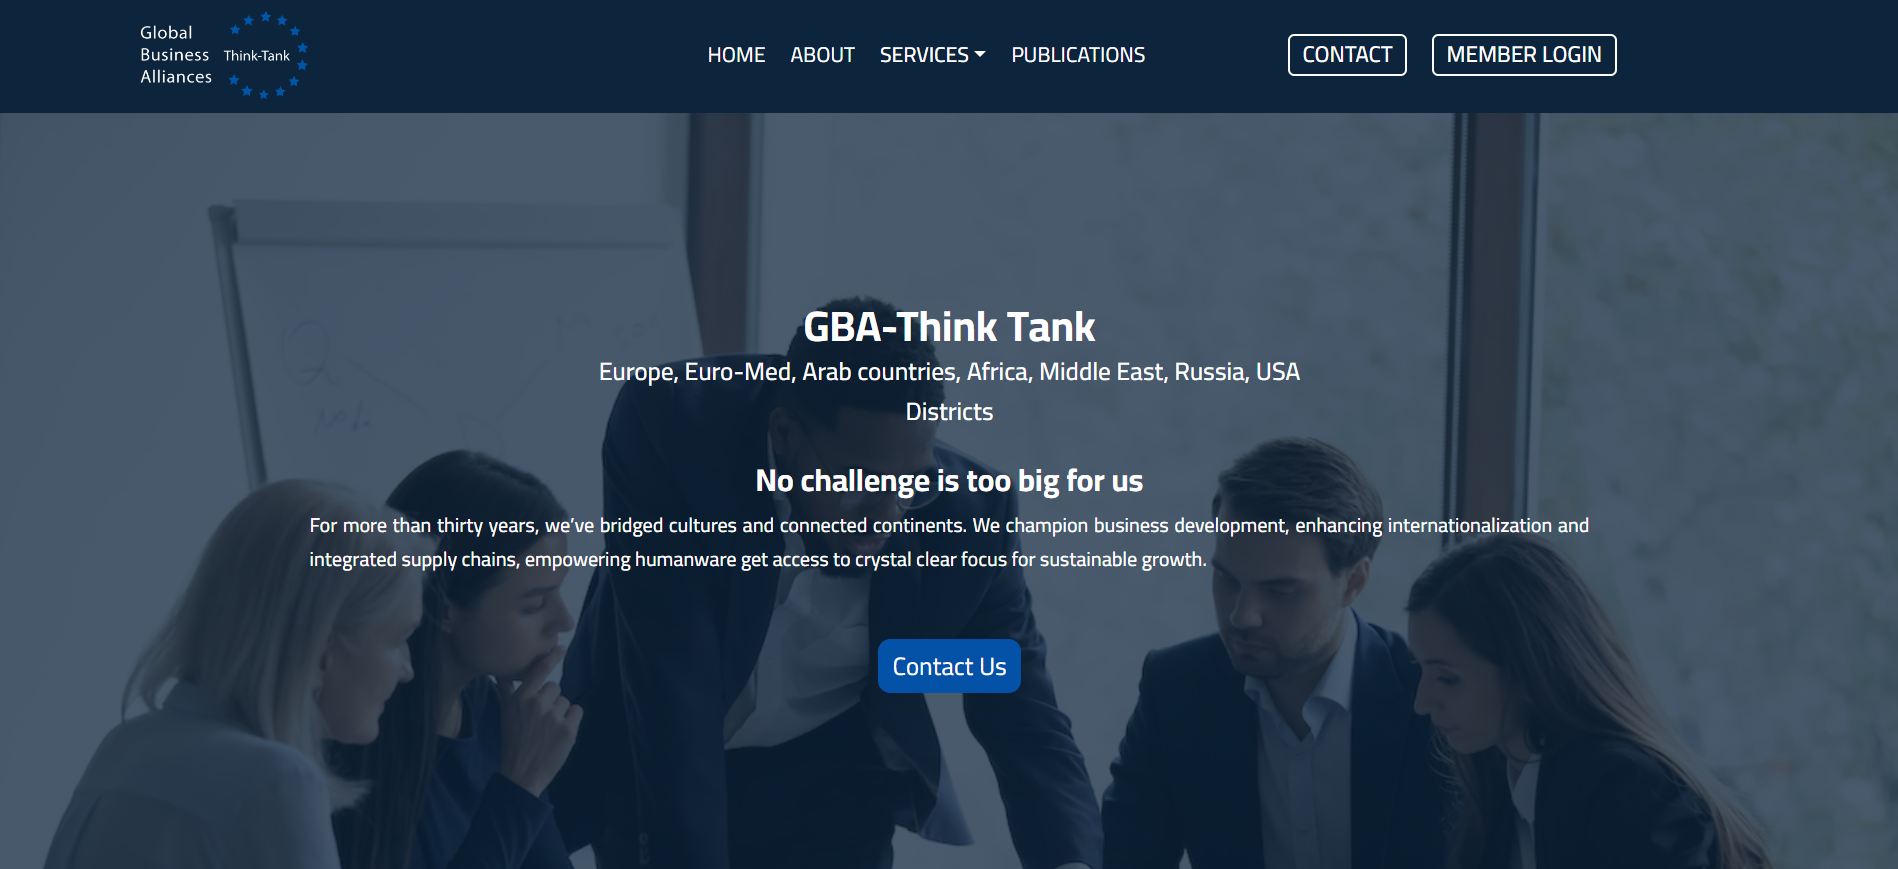 Global
Business
Alliances
Think-Tank
HOME ABOUT SERVICES PUBLICATIONS CONTACT MEMBER LOGIN
GBA-Think Tank
Europe, Euro-Med, Arab countries, Africa, Middle East, Russia, USA
Districts
No challenge is too big for us
For more than thirty years, we’ve bridged cultures and connected continents. We champion business development, enhancing internationalization and
integrated supply chains, empowering humanware get access to crystal clear focus for sustainable growth.
Contact Us